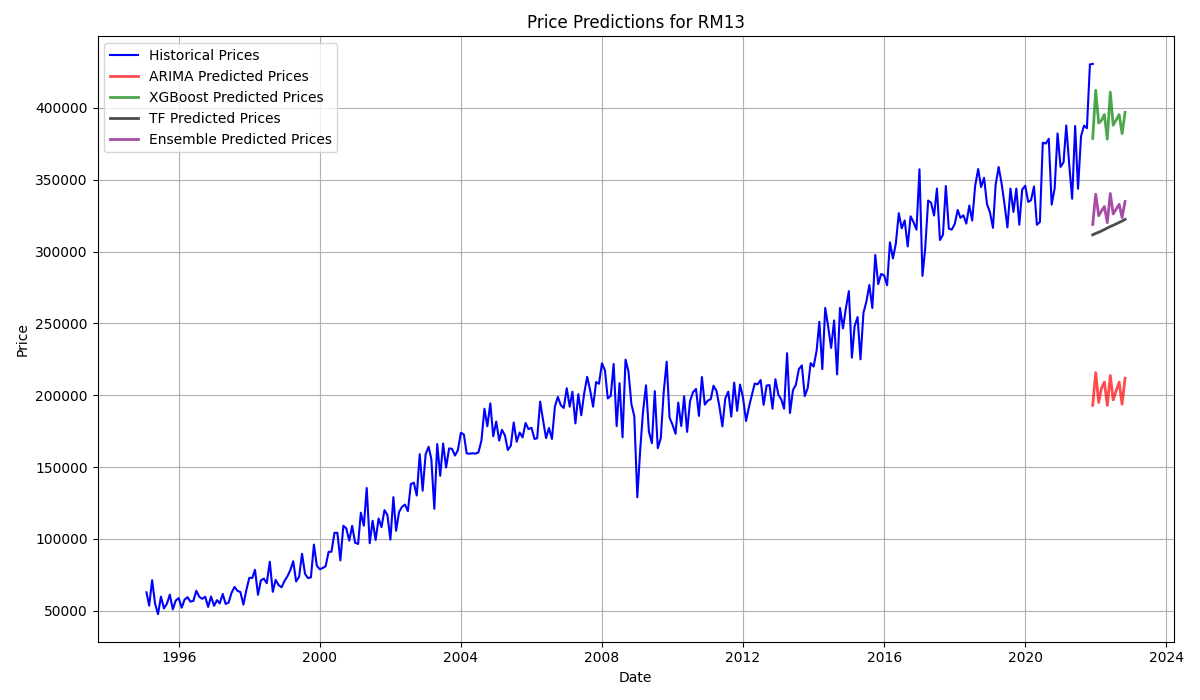 Price Predictions for RM13
Historical Prices
ARIMA Predicted Prices
XGBoost Predicted Prices
TF Predicted Prices
Ensemble Predicted Prices
400000
350000
300000
250000
200000
150000
100000
50000
Price
1996 2000 2004 2008 2012 2016 2020 2024
Date